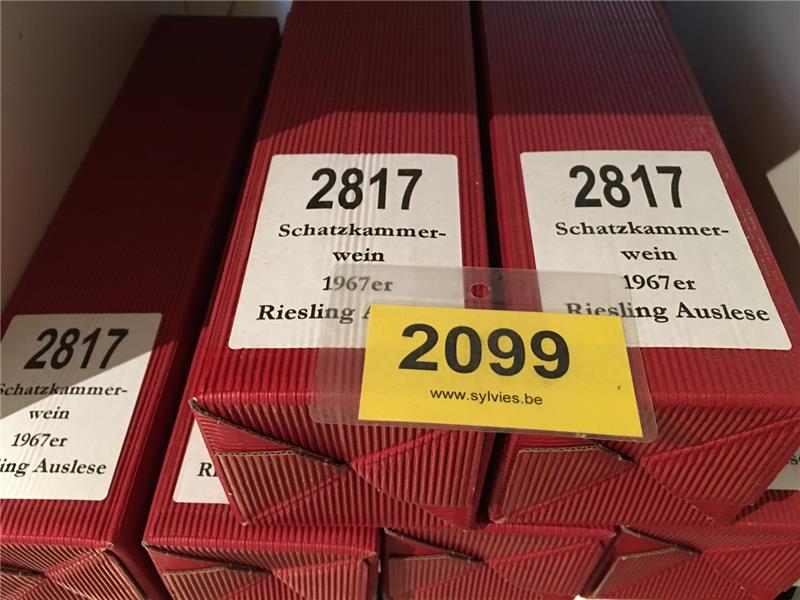 2817
Schatzkammer-
wein
1967er
Riesling
2817
Schatzkammer-
wein
1967er
Riesling Auslese
2099
www.sylvies.be
2817
Schatzkammer-
wein
1967er
Auslese